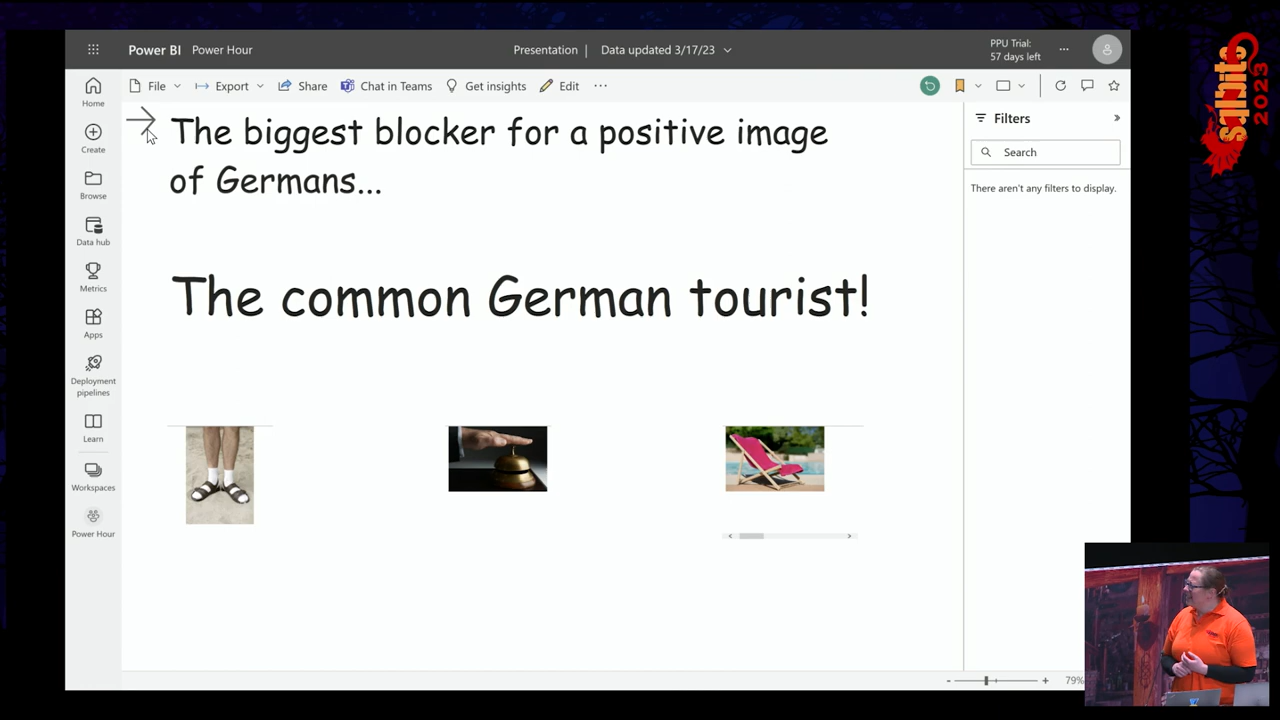 Power BI Power Hour
Presentation | Data updated 3/17/23
PPU Trial:
57 days left
File Export Share Chat in Teams Get insights Edit
Home
Create
Browse
Data hub
Metrics
Apps
Deployment
pipelines
Learn
Workspaces
Power Hour
The biggest blocker for a positive image
of Germans...
The common German tourist!
Filters
Search
There aren't any filters to display.
79%
sqlbits
2023